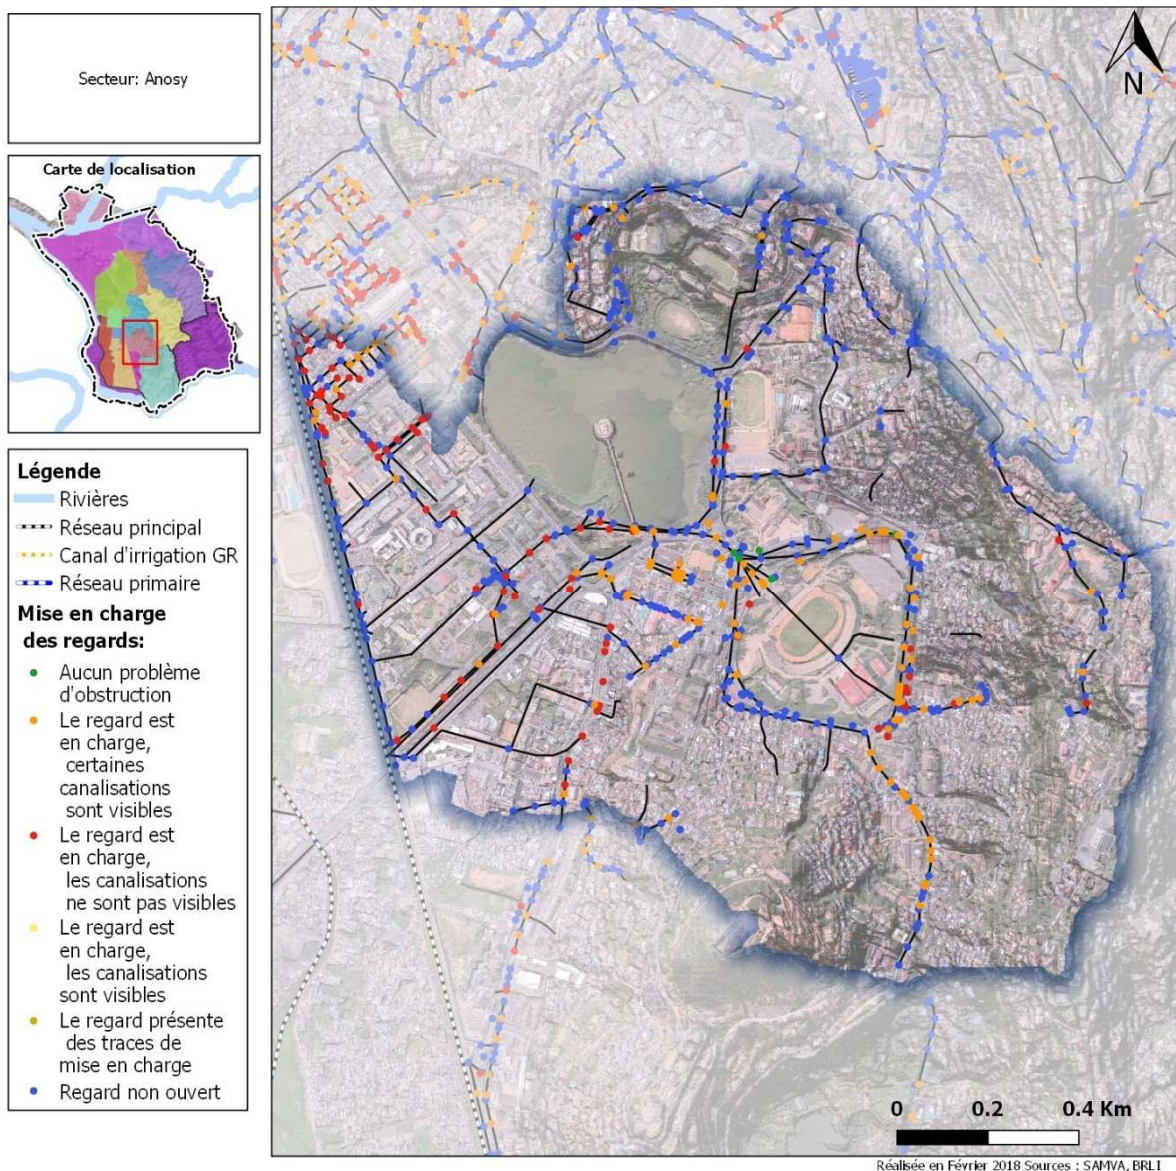 Secteur: Anosy
Carte de localisation
Légende
Rivières
Réseau principal
Canal d'irrigation GR
Réseau primaire
Mise en charge
des regards:
Aucun problème
d'obstruction
Le regard est
en charge,
certaines
canalisations
sont visibles
Le regard est
en charge,
les canalisations
ne sont pas visibles
Le regard est
en charge,
les canalisations
sont visibles
Le regard présente
des traces de
mise en charge
Regard non ouvert
N
0 0.2 0.4 Km
Réalisée en Février 2018 Sources : SAMVA, BRLI